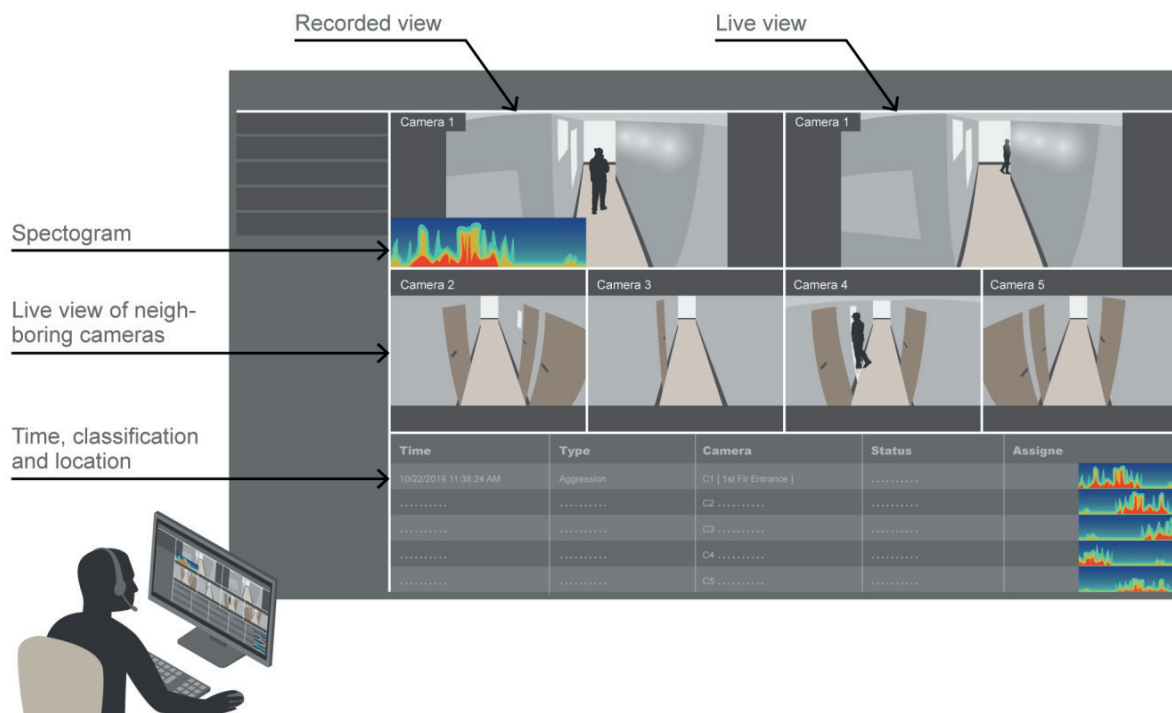 Recorded view
Live view
Camera 1
Camera 1
Spectogram
Camera 2
Camera 3
Camera 4
Camera 5
Live view of neigh-
boring cameras
Time, classification
and location
Time Type Camera Status Assigne
10/22/2019 11:38:24 AM Aggression C1 [ 1st Flr Entrance ] .........
......... ......... C2 ......... .........
......... ......... C3 ......... .........
......... ......... C4 ......... .........
......... ......... C5 ......... .........